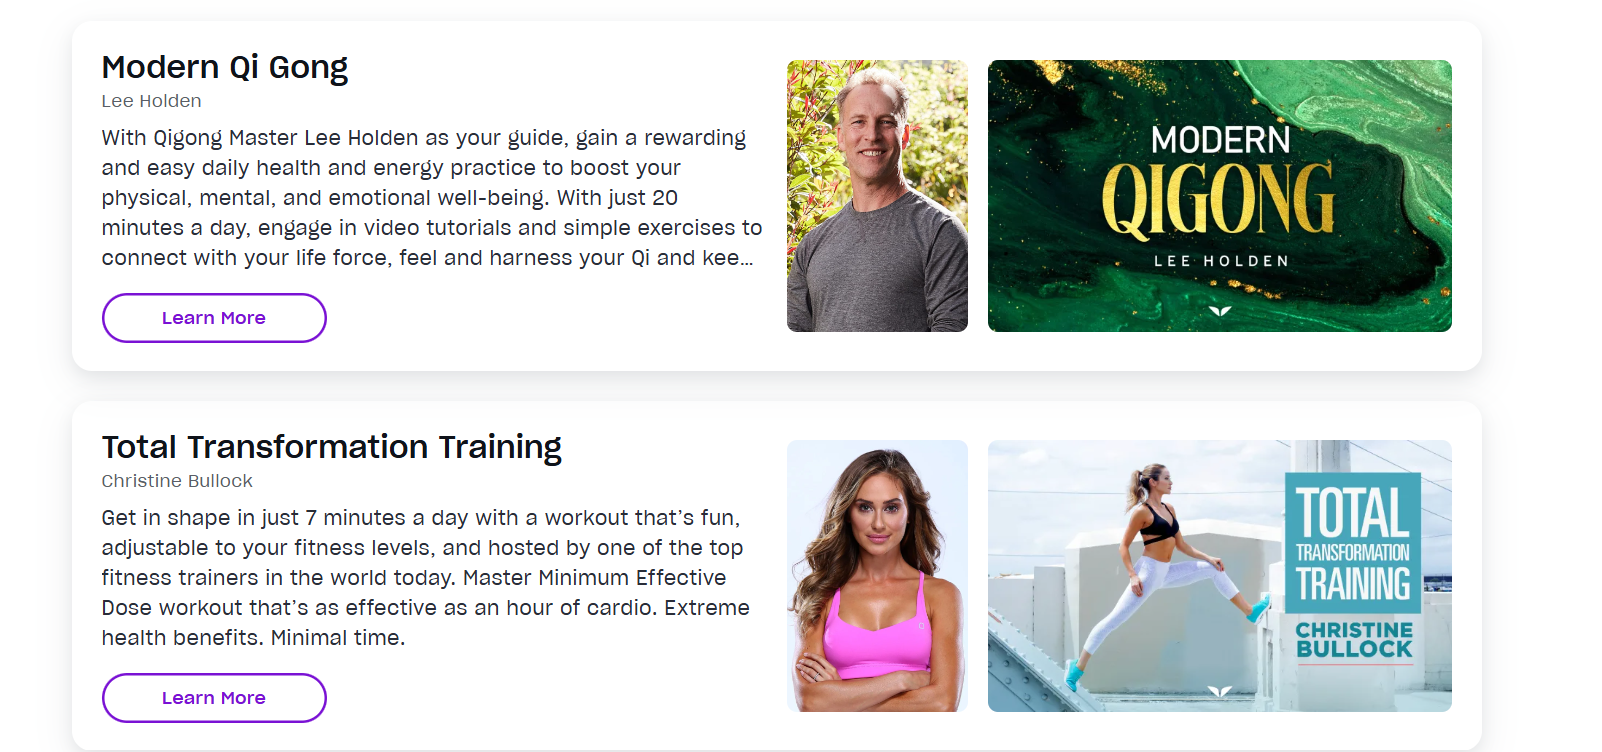 Modern Qi Gong
Lee Holden
With Qigong Master Lee Holden as your guide, gain a rewarding
and easy daily health and energy practice to boost your
physical, mental, and emotional well-being. With just 20
minutes a day, engage in video tutorials and simple exercises to
connect with your life force, feel and harness your Qi and kee...
Learn More
MODERN
QIGONG
LEE HOLDEN
Total Transformation Training
Christine Bullock
Get in shape in just 7 minutes a day with a workout that’s fun,
adjustable to your fitness levels, and hosted by one of the top
fitness trainers in the world today. Master Minimum Effective
Dose workout that’s as effective as an hour of cardio. Extreme
health benefits. Minimal time.
Learn More
TOTAL
TRANSFORMATION
TRAINING
CHRISTINE
BULLOCK